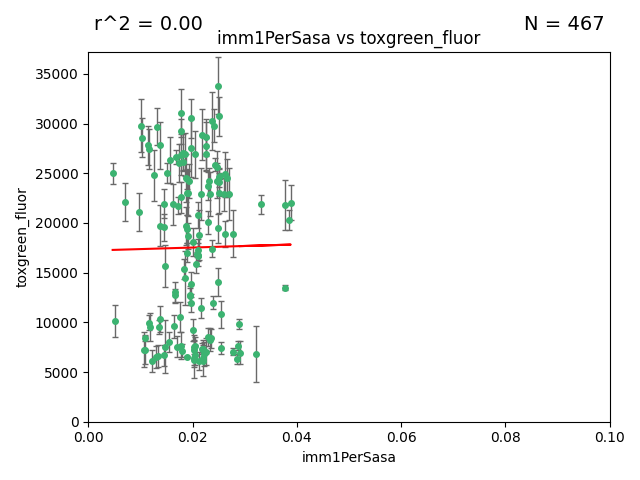 r^2 = 0.00
N = 467
imm1PerSasa vs toxgreen_fluor
35000
30000
25000
20000
15000
10000
5000
0
toxgreen_fluor
0.00
0.02
0.04
0.06
0.08
0.10
imm1PerSasa